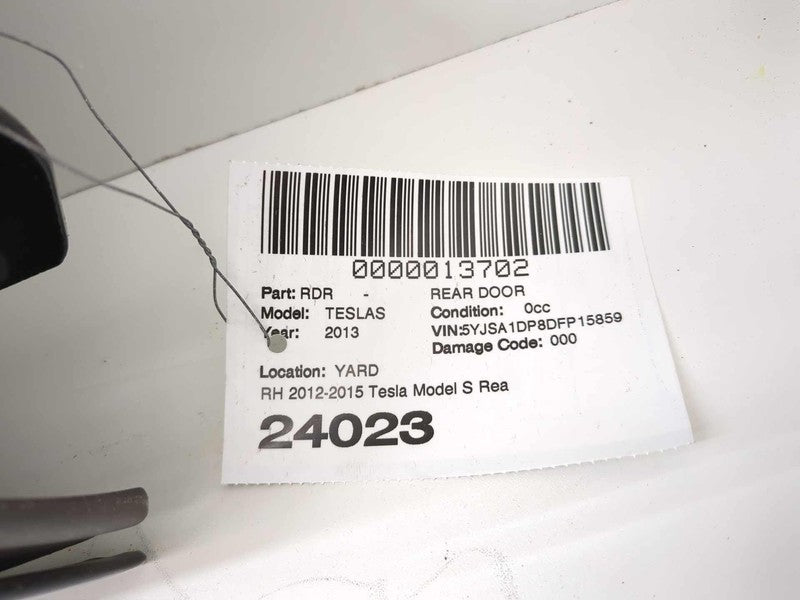 0000013702
Part: RDR - REAR DOOR
Model: TESLAS Condition: 0cc
Year: 2013 VIN:5YJSA1DP8DFP15859
Damage Code: 000
Location: YARD
RH 2012-2015 Tesla Model S Rea
24023